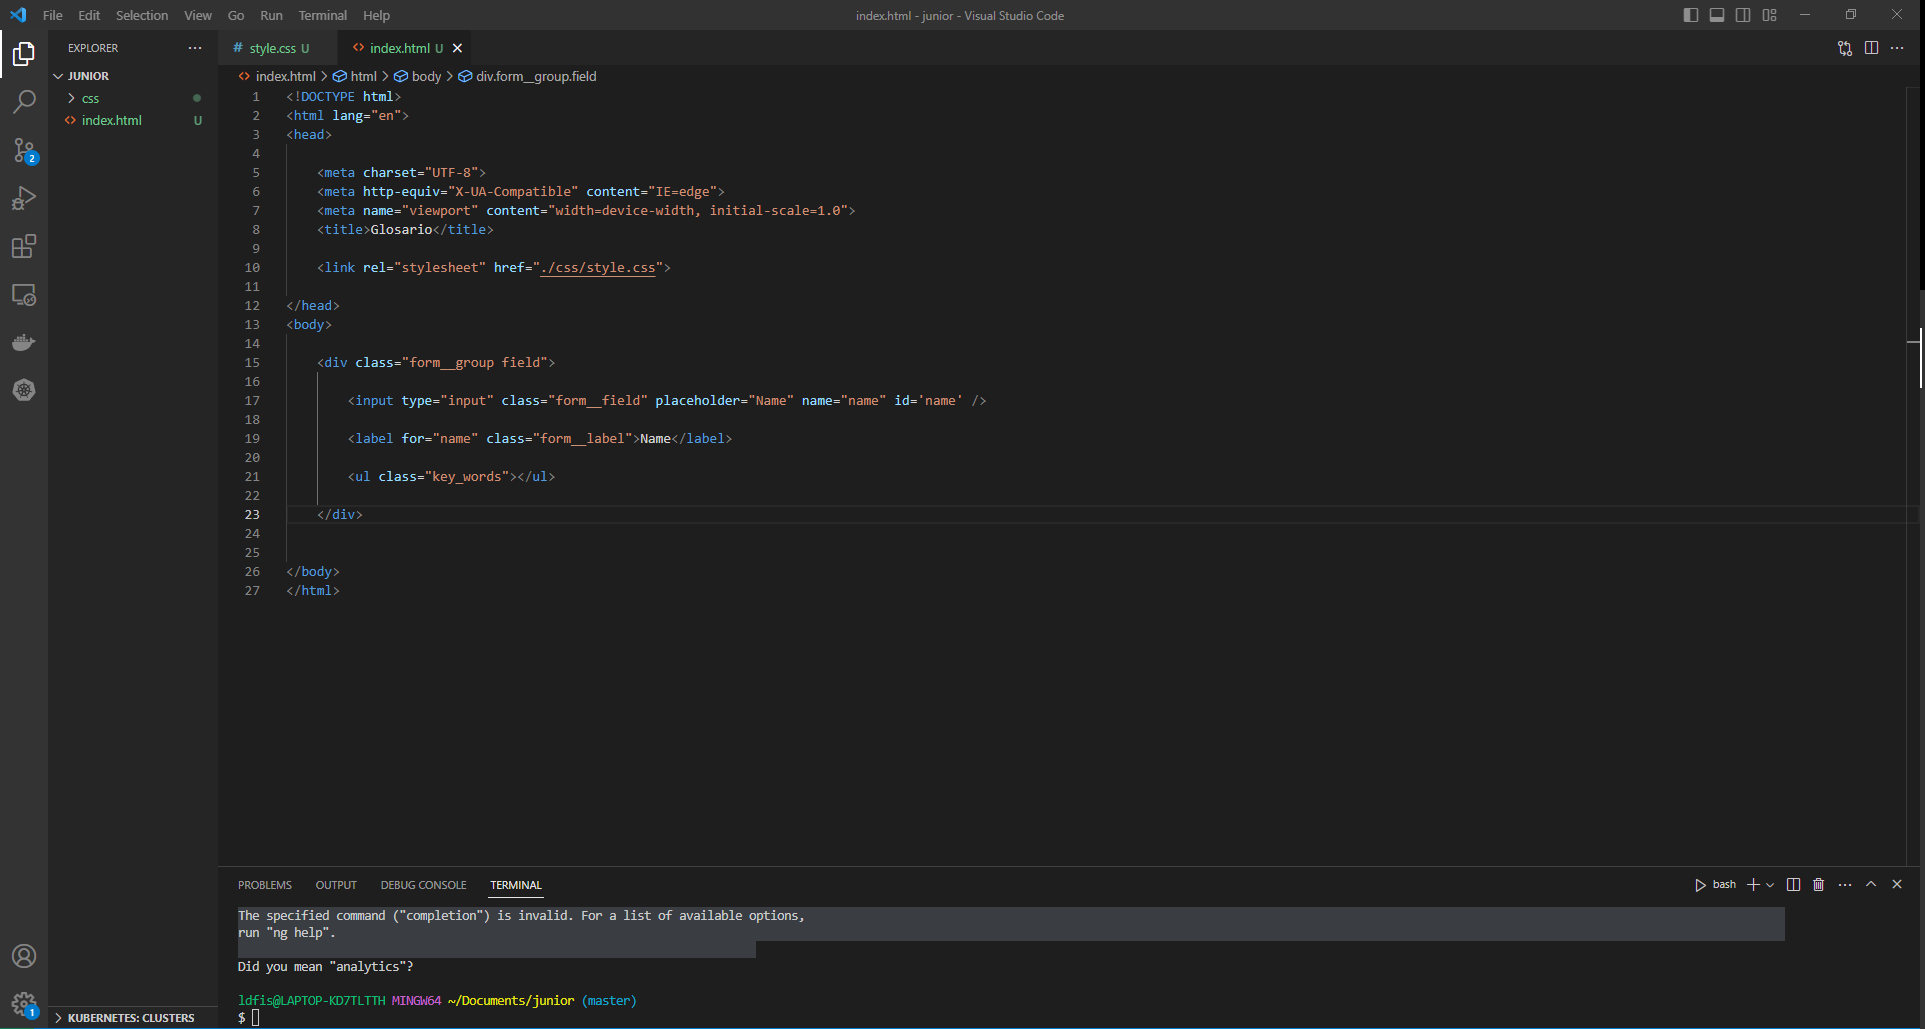 File Edit Selection View Go Run Terminal Help
index.html - junior - Visual Studio Code
EXPLORER
JUNIOR
css
index.html U
2
1
KUBERNETES: CLUSTERS
# style.css U
<> index.html U
<> index.html > html > body > div.form__group.field
1 <!DOCTYPE html>
2 <html lang="en">
3 <head>
4
5 <meta charset="UTF-8">
6 <meta http-equiv="X-UA-Compatible" content="IE=edge">
7 <meta name="viewport" content="width=device-width, initial-scale=1.0">
8 <title>Glosario</title>
9
10 <link rel="stylesheet" href="./css/style.css">
11
12 </head>
13 <body>
14
15 <div class="form__group field">
16
17 <input type="input" class="form__field" placeholder="Name" name="name" id='name' />
18
19 <label for="name" class="form__label">Name</label>
20
21 <ul class="key_words"></ul>
22
23 </div>
24
25
26 </body>
27 </html>
PROBLEMS OUTPUT DEBUG CONSOLE TERMINAL
bash
The specified command ("completion") is invalid. For a list of available options,
run "ng help".
Did you mean "analytics"?
ldfis@LAPTOP-KD7TLTTH MINGW64 ~/Documents/junior (master)
$